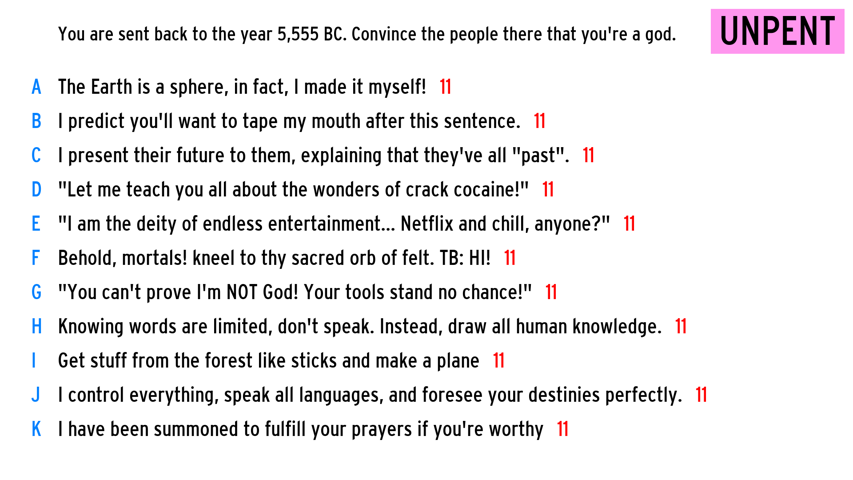 You are sent back to the year 5,555 BC. Convince the people there that you're a god.
UNPENT
A The Earth is a sphere, in fact, I made it myself! 11
B I predict you'll want to tape my mouth after this sentence. 11
C I present their future to them, explaining that they've all "past". 11
D "Let me teach you all about the wonders of crack cocaine!" 11
E "I am the deity of endless entertainment... Netflix and chill, anyone?" 11
F Behold, mortals! kneel to thy sacred orb of felt. TB: HI! 11
G "You can't prove I'm NOT God! Your tools stand no chance!" 11
H Knowing words are limited, don't speak. Instead, draw all human knowledge. 11
I Get stuff from the forest like sticks and make a plane 11
J I control everything, speak all languages, and foresee your destinies perfectly. 11
K I have been summoned to fulfill your prayers if you're worthy 11